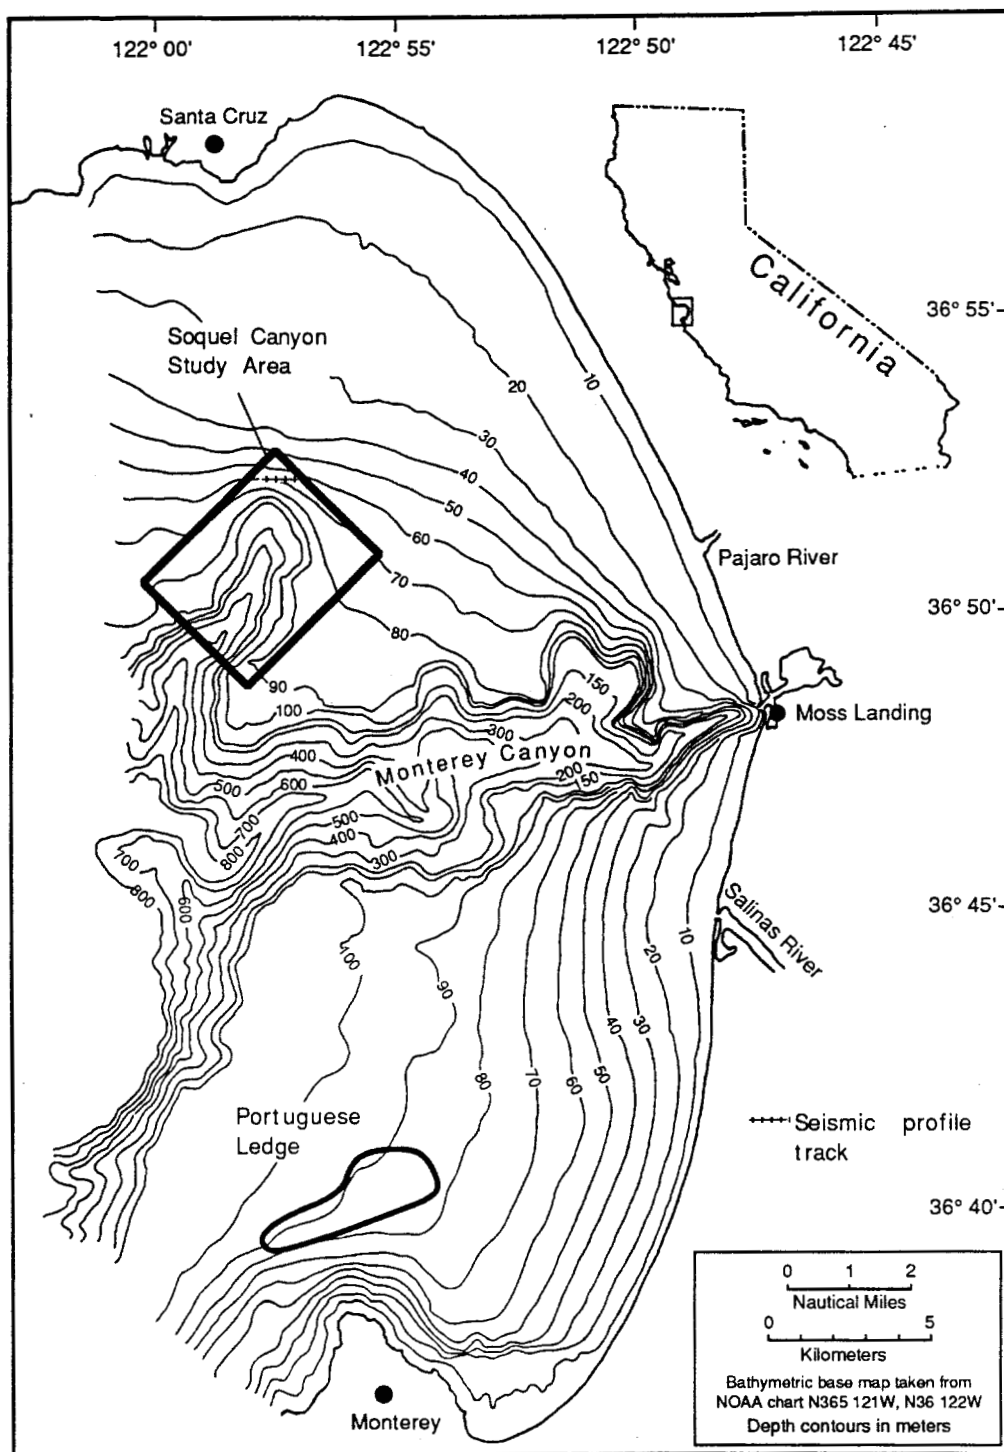 122° 00'
122° 55'
122° 50'
122° 45'
Santa Cruz
California
36° 55'
Soquel Canyon
Study Area
10
20
30
40
50
60
Pajaro River
70
36° 50'
80
90
150
100
200
Moss Landing
300
Monterey Canyon
400
200
150
500
600
500
700
400
800
300
700
800
600
Salinas River
36° 45'
100
90
10
20
30
40
50
60
70
80
Portuguese
Ledge
Seismic profile
track
36° 40'
0 1 2
Nautical Miles
0 5
Kilometers
Bathymetric base map taken from
NOAA chart N365 121W, N36 122W
Depth contours in meters
Monterey